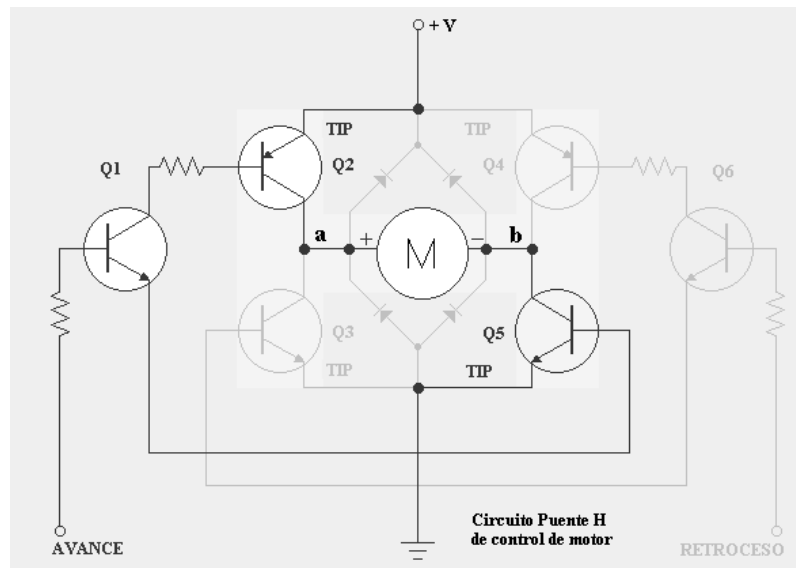 + V
TIP
TIP
Q1
Q2
Q4
Q6
a
+
M
−
b
Q3
Q5
TIP
TIP
Circuito Puente H
de control de motor
AVANCE
RETROCESO